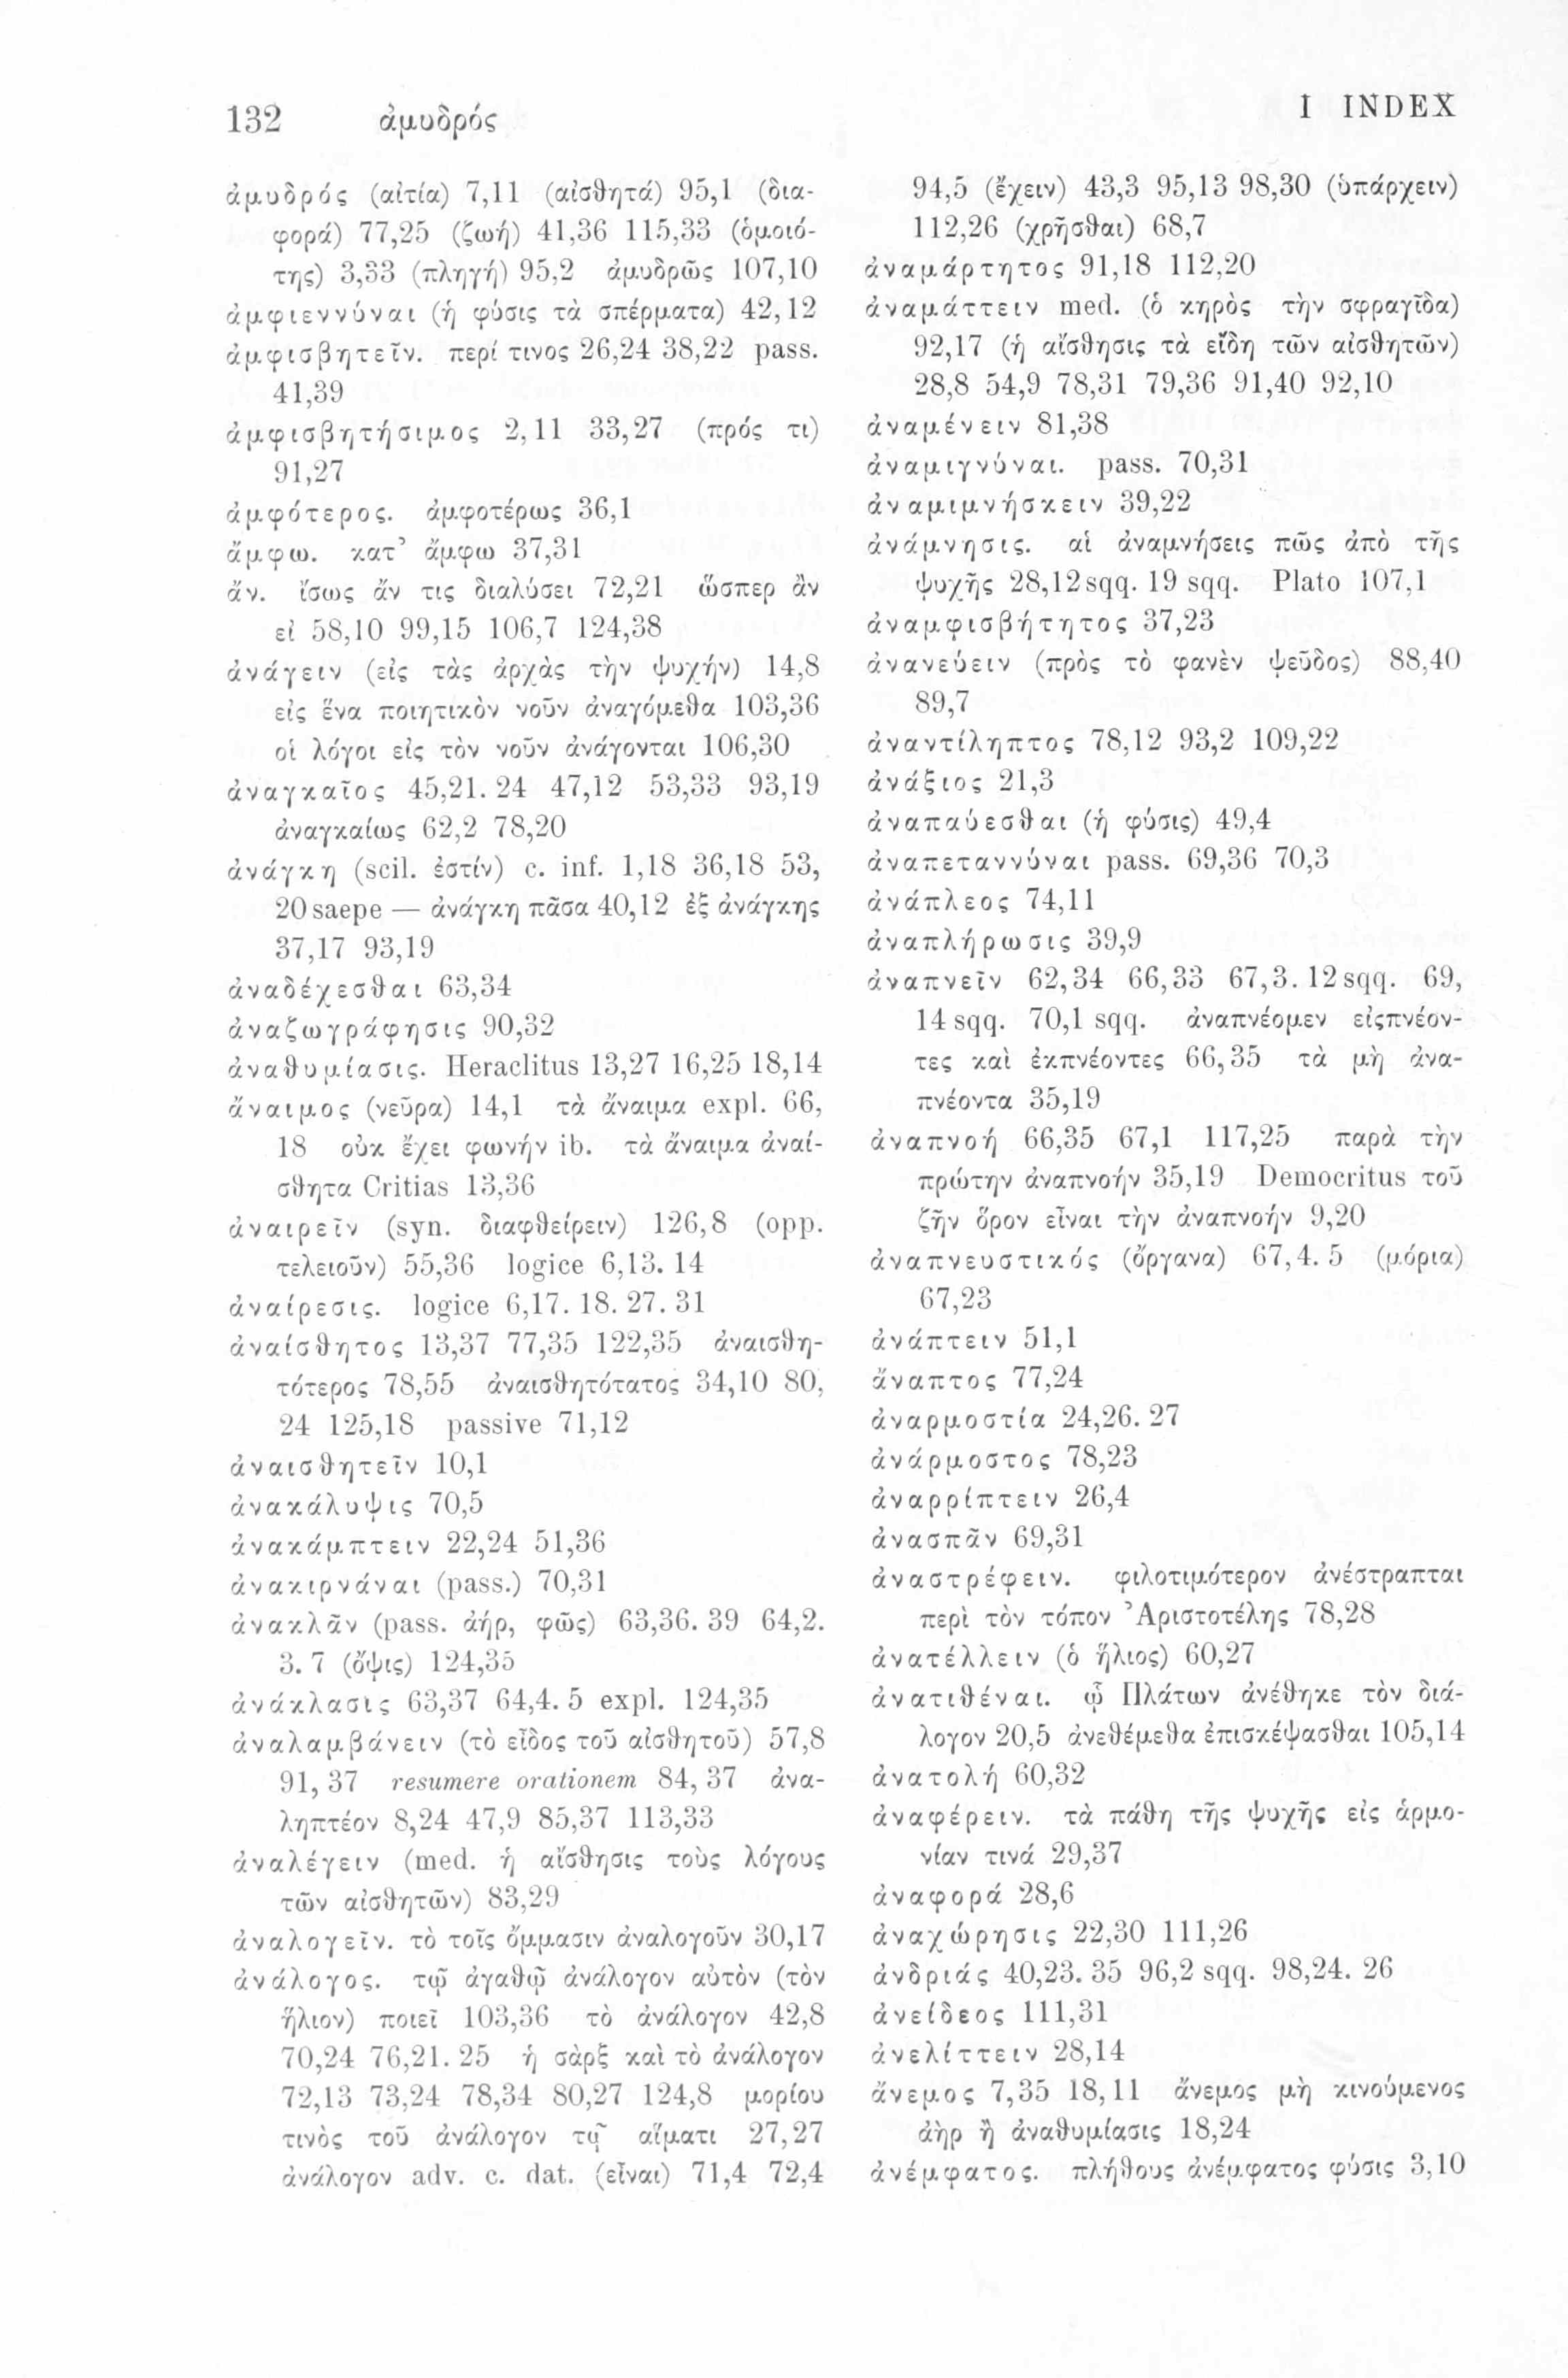 132 ἀμυδρός
I INDEX
ἀμυδρός (αἰτία) 7,11 (αἰσθητά) 95,1 (δια-
φορά) 77,25 (ζωή) 41,36 115,33 (ὁμοιό-
της) 3,33 (πληγή) 95,2 ἀμυδρῶς 107,10
ἀμφιεννύναι (ἡ φύσις τὰ σπέρματα) 42,12
ἀμφισβητεῖν. περί τινος 26,24 38,22 pass.
41,39
ἀμφισβητήσιμος 2,11 33,27 (πρός τι)
91,27
ἀμφότερος. ἀμφοτέρως 36,1
ἄμφω. κατ’ ἄμφω 37,31
ἄν. ἴσως ἄν τις διαλύσει 72,21 ὥσπερ ἂν
εἰ 58,10 99,15 106,7 124,38
ἀνάγειν (εἰς τὰς ἀρχὰς τὴν ψυχήν) 14,8
εἰς ἕνα ποιητικὸν νοῦν ἀναγόμεθα 103,36
οἱ λόγοι εἰς τὸν νοῦν ἀνάγονται 106,30
ἀναγκαῖος 45,21. 24 47,12 53,33 93,19
ἀναγκαίως 62,2 78,20
ἀνάγκη (scil. ἐστίν) c. inf. 1,18 36,18 53,
20 saepe — ἀνάγκη πᾶσα 40,12 ἐξ ἀνάγκης
37,17 93,19
ἀναδέχεσθαι 63,34
ἀναζωγράφησις 90,32
ἀναθυμίασις. Heraclitus 13,27 16,25 18,14
ἄναιμος (νεῦρα) 14,1 τὰ ἄναιμα expl. 66,
18 οὐκ ἔχει φωνήν ib. τὰ ἄναιμα ἀναί-
σθητα Critias 13,36
ἀναιρεῖν (syn. διαφθείρειν) 126,8 (opp.
τελειοῦν) 55,36 logice 6,13. 14
ἀναίρεσις. logice 6,17. 18. 27. 31
ἀναίσθητος 13,37 77,35 122,35 ἀναισθη-
τότερος 78,55 ἀναισθητότατος 34,10 80,
24 125,18 passive 71,12
ἀναισθητεῖν 10,1
ἀνακάλυψις 70,5
ἀνακάμπτειν 22,24 51,36
ἀνακιρνάναι (pass.) 70,31
ἀνακλᾶν (pass. ἀήρ, φῶς) 63,36. 39 64,2.
3. 7 (ὄψις) 124,35
ἀνάκλασις 63,37 64,4. 5 expl. 124,35
ἀναλαμβάνειν (τὸ εἶδος τοῦ αἰσθητοῦ) 57,8
91, 37 resumere orationem 84, 37 ἀνα-
ληπτέον 8,24 47,9 85,37 113,33
ἀναλέγειν (med. ἡ αἴσθησις τοὺς λόγους
τῶν αἰσθητῶν) 83,29
ἀναλογεῖν. τὸ τοῖς ὄμμασιν ἀναλογοῦν 30,17
ἀνάλογος. τῷ ἀγαθῷ ἀνάλογον αὐτὸν (τὸν
ἥλιον) ποιεῖ 103,36 τὸ ἀνάλογον 42,8
70,24 76,21. 25 ἡ σὰρξ καὶ τὸ ἀνάλογον
72,13 73,24 78,34 80,27 124,8 μορίου
τινὸς τοῦ ἀνάλογον τῷ αἵματι 27,27
ἀνάλογον adv. c. dat. (εἶναι) 71,4 72,4
94,5 (ἔχειν) 43,3 95,13 98,30 (ὑπάρχειν)
112,26 (χρῆσθαι) 68,7
ἀναμάρτητος 91,18 112,20
ἀναμάττειν med. (ὁ κηρὸς τὴν σφραγῖδα)
92,17 (ἡ αἴσθησις τὰ εἴδη τῶν αἰσθητῶν)
28,8 54,9 78,31 79,36 91,40 92,10
ἀναμένειν 81,38
ἀναμιγνύναι. pass. 70,31
ἀναμιμνήσκειν 39,22
ἀνάμνησις. αἱ ἀναμνήσεις πῶς ἀπὸ τῆς
ψυχῆς 28,12 sqq. 19 sqq. Plato 107,1
ἀναμφισβήτητος 37,23
ἀνανεύειν (πρὸς τὸ φανὲν ψεῦδος) 88,40
89,7
ἀναντίληπτος 78,12 93,2 109,22
ἀνάξιος 21,3
ἀναπαύεσθαι (ἡ φύσις) 49,4
ἀναπεταννύναι pass. 69,36 70,3
ἀνάπλεος 74,11
ἀναπλήρωσις 39,9
ἀναπνεῖν 62,34 66,33 67,3. 12 sqq. 69,
14 sqq. 70,1 sqq. ἀναπνέομεν εἰςπνέον-
τες καὶ ἐκπνέοντες 66,35 τὰ μὴ ἀνα-
πνέοντα 35,19
ἀναπνοή 66,35 67,1 117,25 παρὰ τὴν
πρώτην ἀναπνοήν 35,19 Democritus τοῦ
ζῆν ὅρον εἶναι τὴν ἀναπνοήν 9,20
ἀναπνευστικός (ὄργανα) 67,4. 5 (μόρια)
67,23
ἀνάπτειν 51,1
ἄναπτος 77,24
ἀναρμοστία 24,26. 27
ἀνάρμοστος 78,23
ἀναρρίπτειν 26,4
ἀνασπᾶν 69,31
ἀναστρέφειν. φιλοτιμότερον ἀνέστραπται
περὶ τὸν τόπον Ἀριστοτέλης 78,28
ἀνατέλλειν (ὁ ἥλιος) 60,27
ἀνατιθέναι. ᾧ Πλάτων ἀνέθηκε τὸν διά-
λογον 20,5 ἀνεθέμεθα ἐπισκέψασθαι 105,14
ἀνατολή 60,32
ἀναφέρειν. τὰ πάθη τῆς ψυχῆς εἰς ἁρμο-
νίαν τινά 29,37
ἀναφορά 28,6
ἀναχώρησις 22,30 111,26
ἀνδριάς 40,23. 35 96,2 sqq. 98,24. 26
ἀνείδεος 111,31
ἀνελίττειν 28,14
ἄνεμος 7,35 18,11 ἄνεμος μὴ κινούμενος
ἀὴρ ἢ ἀναθυμίασις 18,24
ἀνέμφατος. πλήθους ἀνέμφατος φύσις 3,10